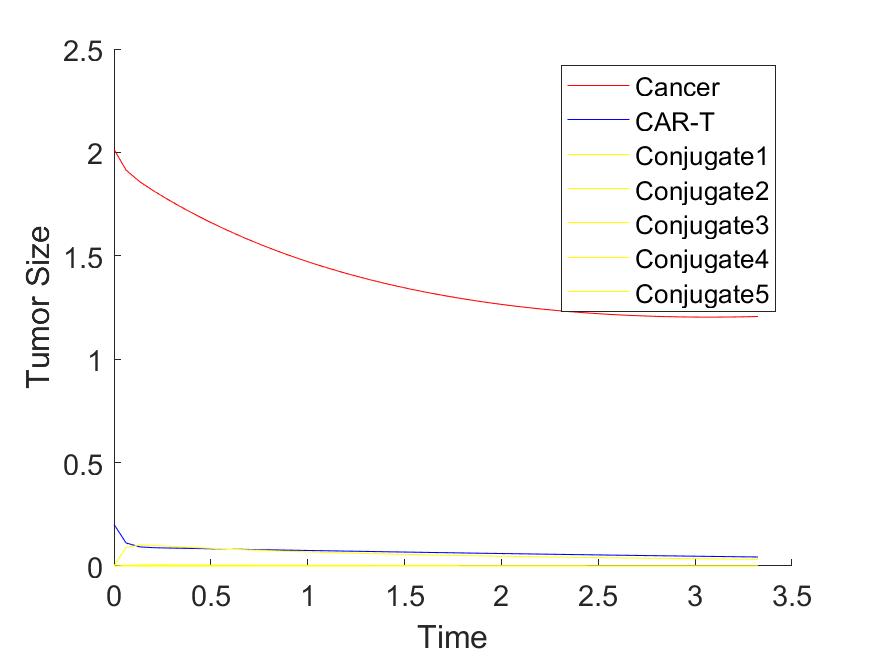 2.5
2
1.5
1
0.5
0
0
0.5
1
1.5
2
2.5
3
3.5
Tumor Size
Time
Cancer
CAR-T
Conjugate1
Conjugate2
Conjugate3
Conjugate4
Conjugate5